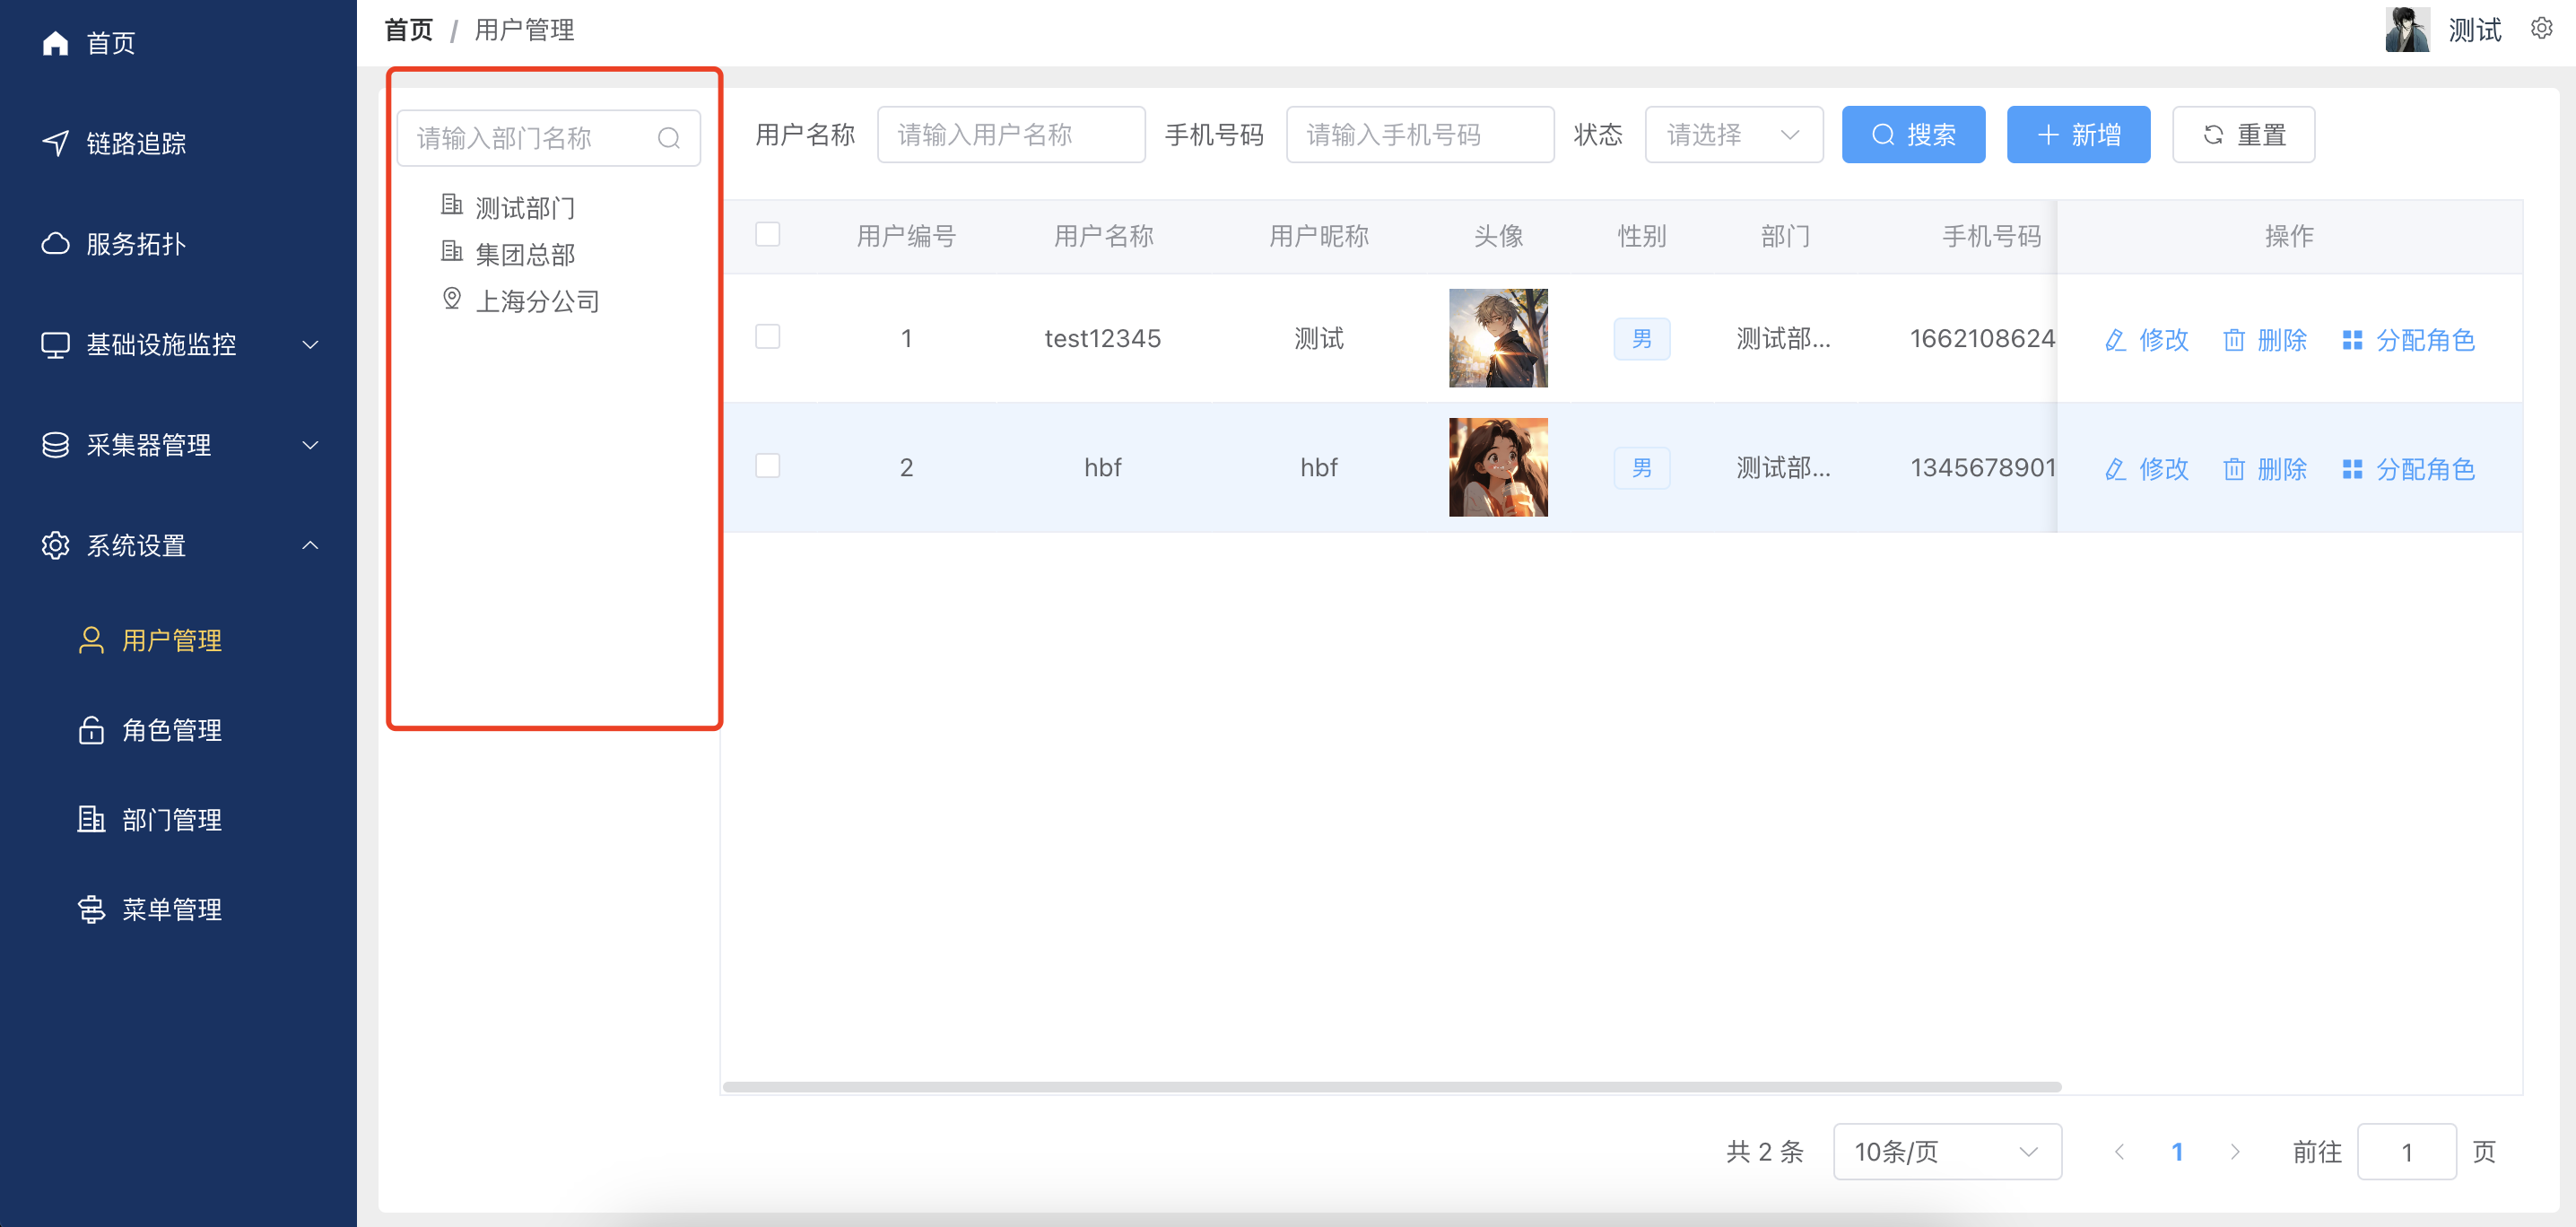 首页
链路追踪
服务拓扑
基础设施监控
采集器管理
系统设置
用户管理
角色管理
部门管理
菜单管理
首页 / 用户管理
测试
请输入部门名称
测试部门
集团总部
上海分公司
用户名称 请输入用户名称 手机号码 请输入手机号码 状态 请选择 搜索 新增 重置
用户编号 用户名称 用户昵称 头像 性别 部门 手机号码 操作
1 test12345 测试 男 测试部... 1662108624 修改 删除 分配角色
2 hbf hbf 男 测试部... 1345678901 修改 删除 分配角色
共 2 条 10条/页 1 前往 1 页